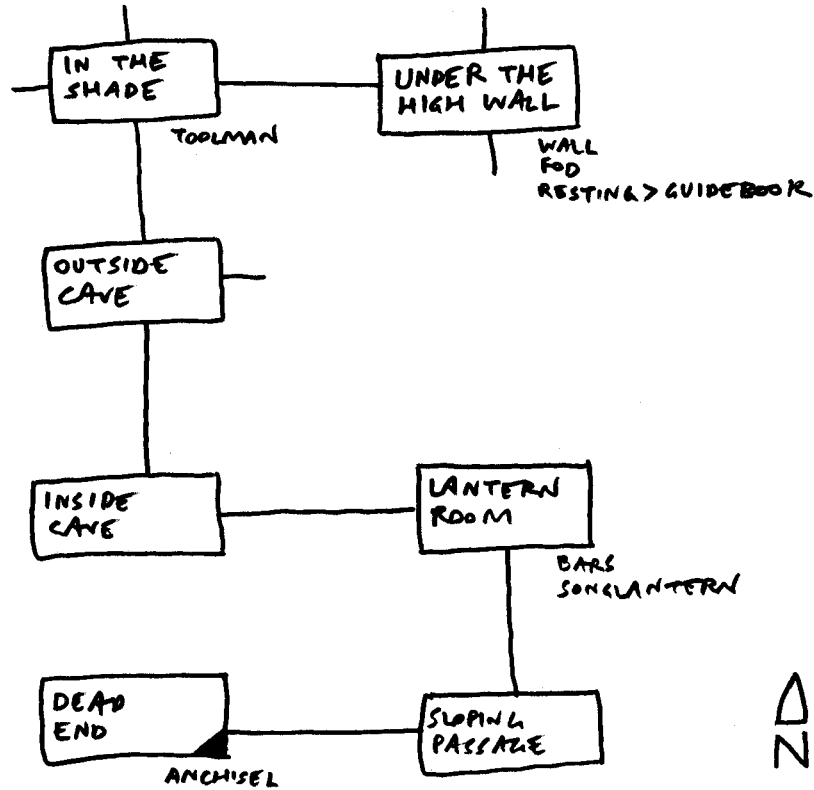 IN THE
SHADE
TOOLMAN
UNDER THE
HIGH WALL
WALL
FOD
RESTING > GUIDEBOOK
OUTSIDE
CAVE
INSIDE
CAVE
LANTERN
ROOM
BARS
SONGLANTERN
DEAD
END
ANCHISEL
SLOPING
PASSAGE
N